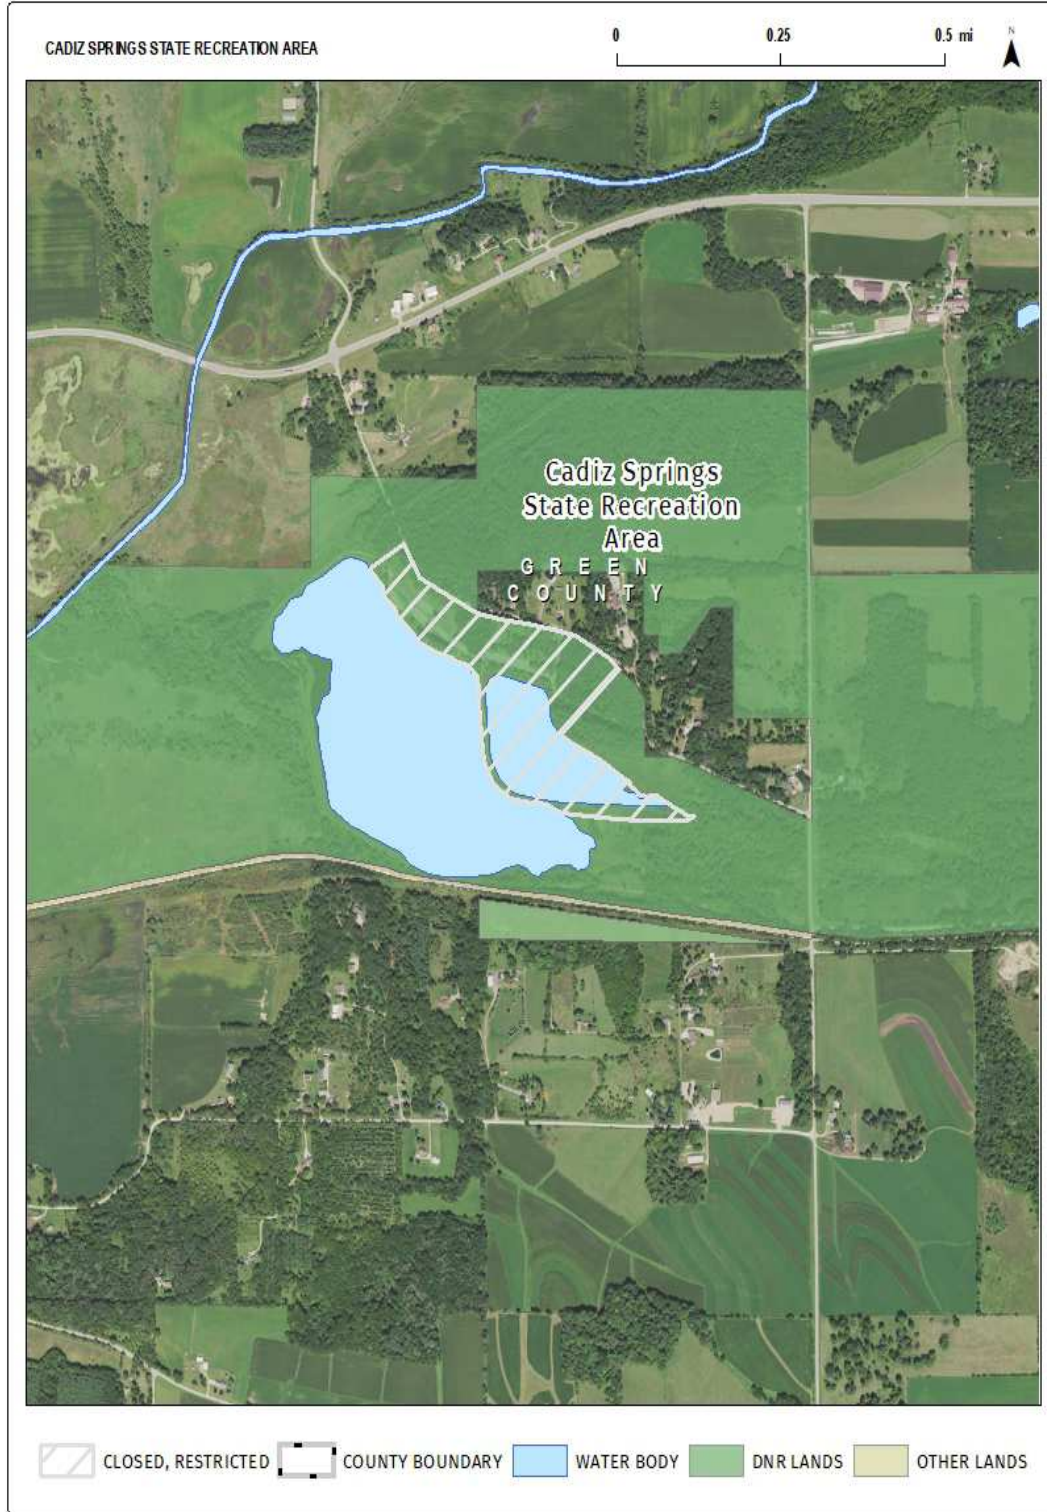 CADIZ SPRINGS STATE RECREATION AREA
0 0.25 0.5 mi
N
Cadiz Springs
State Recreation
Area
GREEN
COUNTY
CLOSED, RESTRICTED COUNTY BOUNDARY WATER BODY DNR LANDS OTHER LANDS